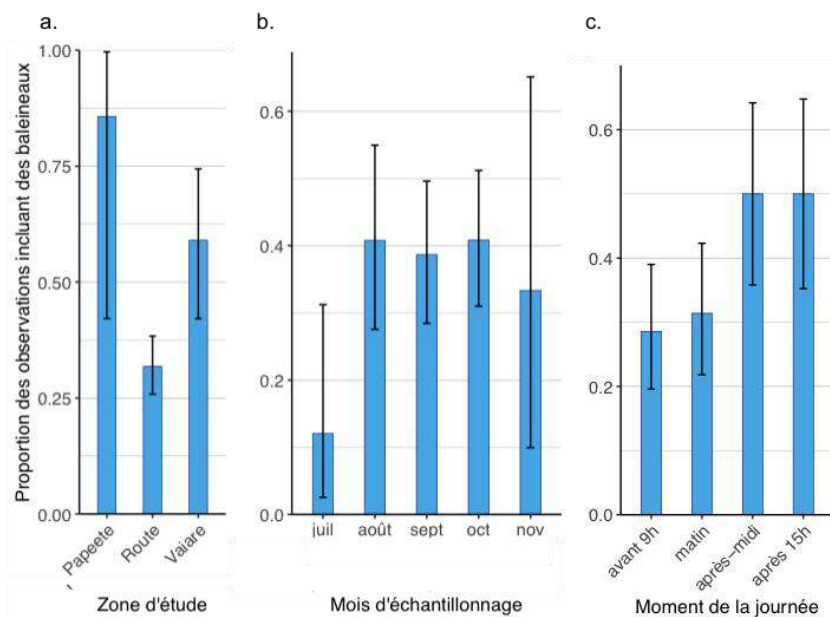 a.
b.
c.
Proportion des observations incluant des baleineaux
1.00
0.75
0.50
0.25
0.00
Papeete
Route
Vaiare
Zone d'étude
0.6
0.4
0.2
0.0
juil
août
sept
oct
nov
Mois d'échantillonnage
0.6
0.4
0.2
0.0
avant 9h
matin
après-midi
après 15h
Moment de la journée